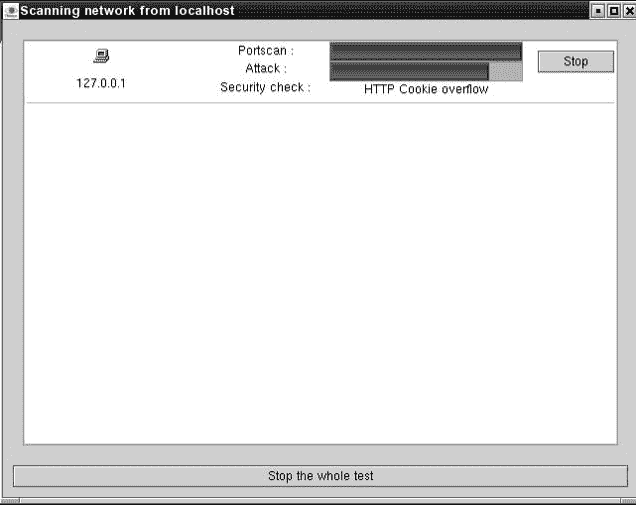 Scanning network from localhost
Portscan :
Attack :
Stop
127.0.0.1
Security check :
HTTP Cookie overflow
Stop the whole test